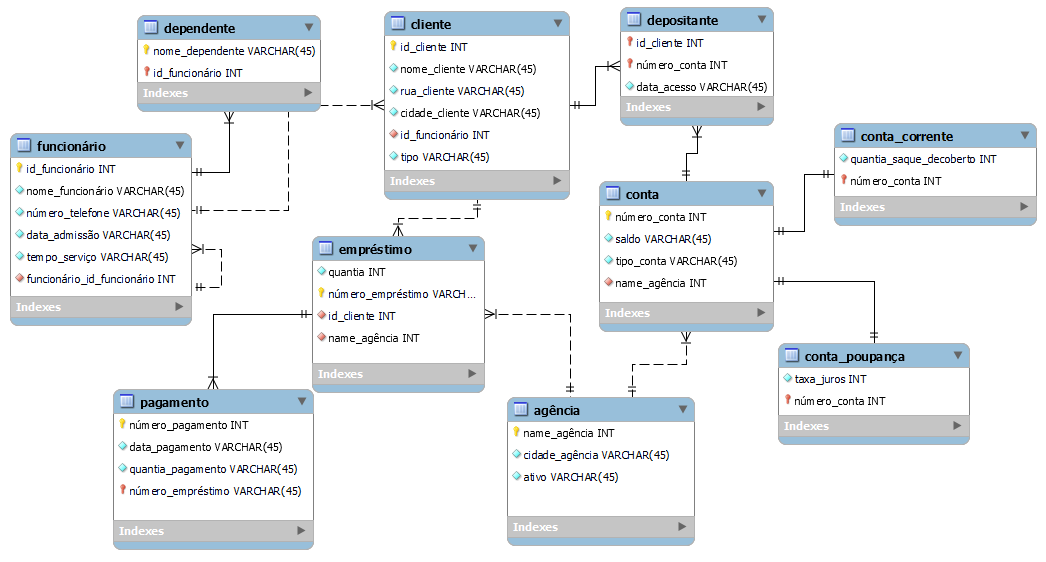 dependente
nome_dependente VARCHAR(45)
id_funcionário INT
Indexes
cliente
id_cliente INT
nome_cliente VARCHAR(45)
rua_cliente VARCHAR(45)
cidade_cliente VARCHAR(45)
id_funcionário INT
tipo VARCHAR(45)
Indexes
depositante
id_cliente INT
número_conta INT
data_acesso VARCHAR(45)
Indexes
funcionário
id_funcionário INT
nome_funcionário VARCHAR(45)
número_telefone VARCHAR(45)
data_admissão VARCHAR(45)
tempo_serviço VARCHAR(45)
funcionário_id_funcionário INT
Indexes
conta_corrente
quantia_saque_decoberto INT
número_conta INT
Indexes
conta
número_conta INT
saldo VARCHAR(45)
tipo_conta VARCHAR(45)
name_agência INT
Indexes
empréstimo
quantia INT
número_empréstimo VARCH...
id_cliente INT
name_agência INT
Indexes
conta_poupança
taxa_juros INT
número_conta INT
Indexes
pagamento
número_pagamento INT
data_pagamento VARCHAR(45)
quantia_pagamento VARCHAR(45)
número_empréstimo VARCHAR(45)
Indexes
agência
name_agência INT
cidade_agência VARCHAR(45)
ativo VARCHAR(45)
Indexes